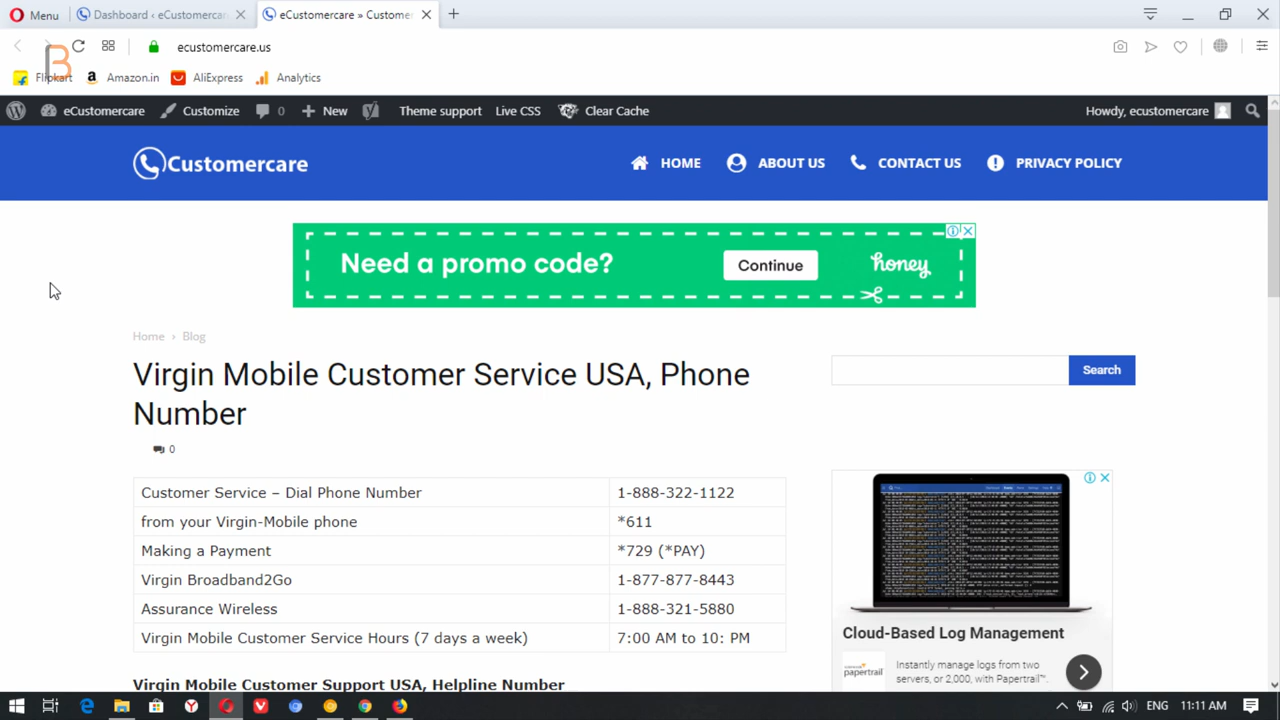 Menu
Dashboard ‹ eCustomercar
eCustomercare » Custome
ecustomercare.us
Flipkart
Amazon.in
AliExpress
Analytics
eCustomercare
Customize
0
New
Theme support
Live CSS
Clear Cache
Howdy, ecustomercare
Customercare
HOME
ABOUT US
CONTACT US
PRIVACY POLICY
Need a promo code?
Continue
honey
Home › Blog
Virgin Mobile Customer Service USA, Phone
Number
0
Search
Customer Service – Dial Phone Number 1-888-322-1122
from your Virgin-Mobile phone *611
Making a Payment *729 (*PAY)
Virgin Broadband2Go 1-877-877-8443
Assurance Wireless 1-888-321-5880
Virgin Mobile Customer Service Hours (7 days a week) 7:00 AM to 10: PM
Virgin Mobile Customer Support USA, Helpline Number
Cloud-Based Log Management
papertrail
Instantly manage logs from two
servers, or 2,000, with Papertrail™.
ENG
11:11 AM